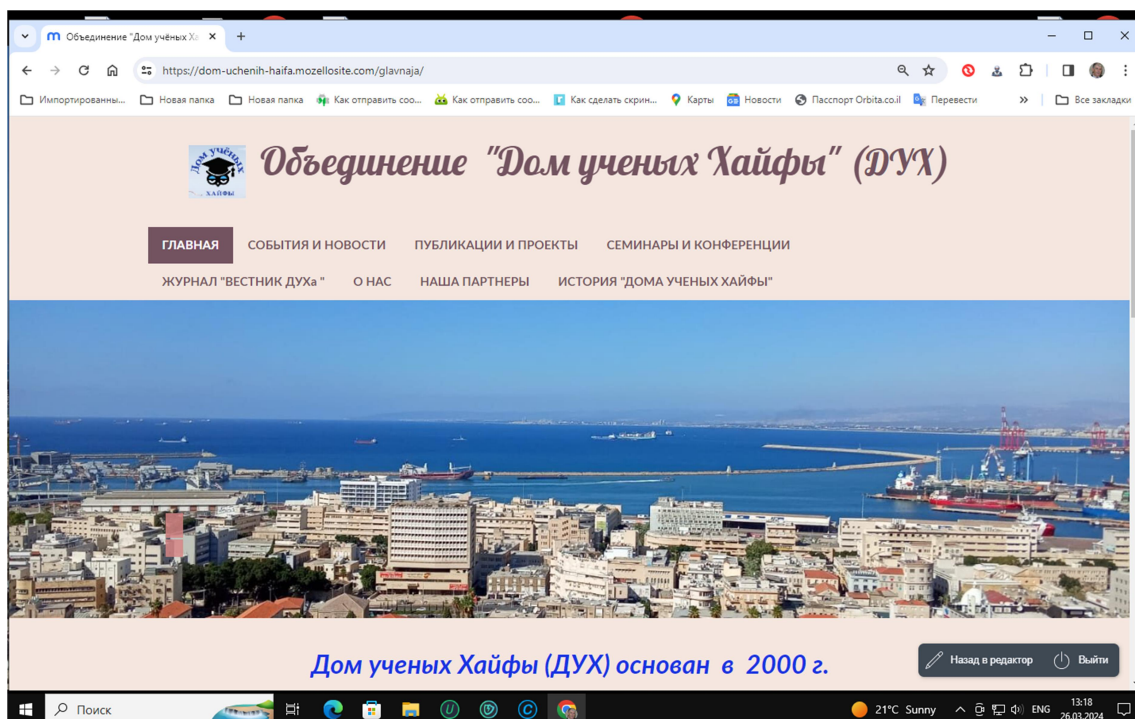 Объединение "Дом учёных Ха
https://dom-uchenih-haifa.mozellosite.com/glavnaja/
Импортированны... Новая папка Новая папка Как отправить соо... Как отправить соо... Как сделать скрин... Карты Новости Пасспорт Orbita.co.il Перевести » Все закладки
Дом учёных
ХАЙФЫ
Объединение "Дом ученых Хайфы" (ДУХ)
ГЛАВНАЯ СОБЫТИЯ И НОВОСТИ ПУБЛИКАЦИИ И ПРОЕКТЫ СЕМИНАРЫ И КОНФЕРЕНЦИИ
ЖУРНАЛ "ВЕСТНИК ДУХа " О НАС НАША ПАРТНЕРЫ ИСТОРИЯ "ДОМА УЧЕНЫХ ХАЙФЫ"
Дом ученых Хайфы (ДУХ) основан в 2000 г.
Назад в редактор Выйти
Поиск 21°C Sunny ENG 13:18
26.03.2024